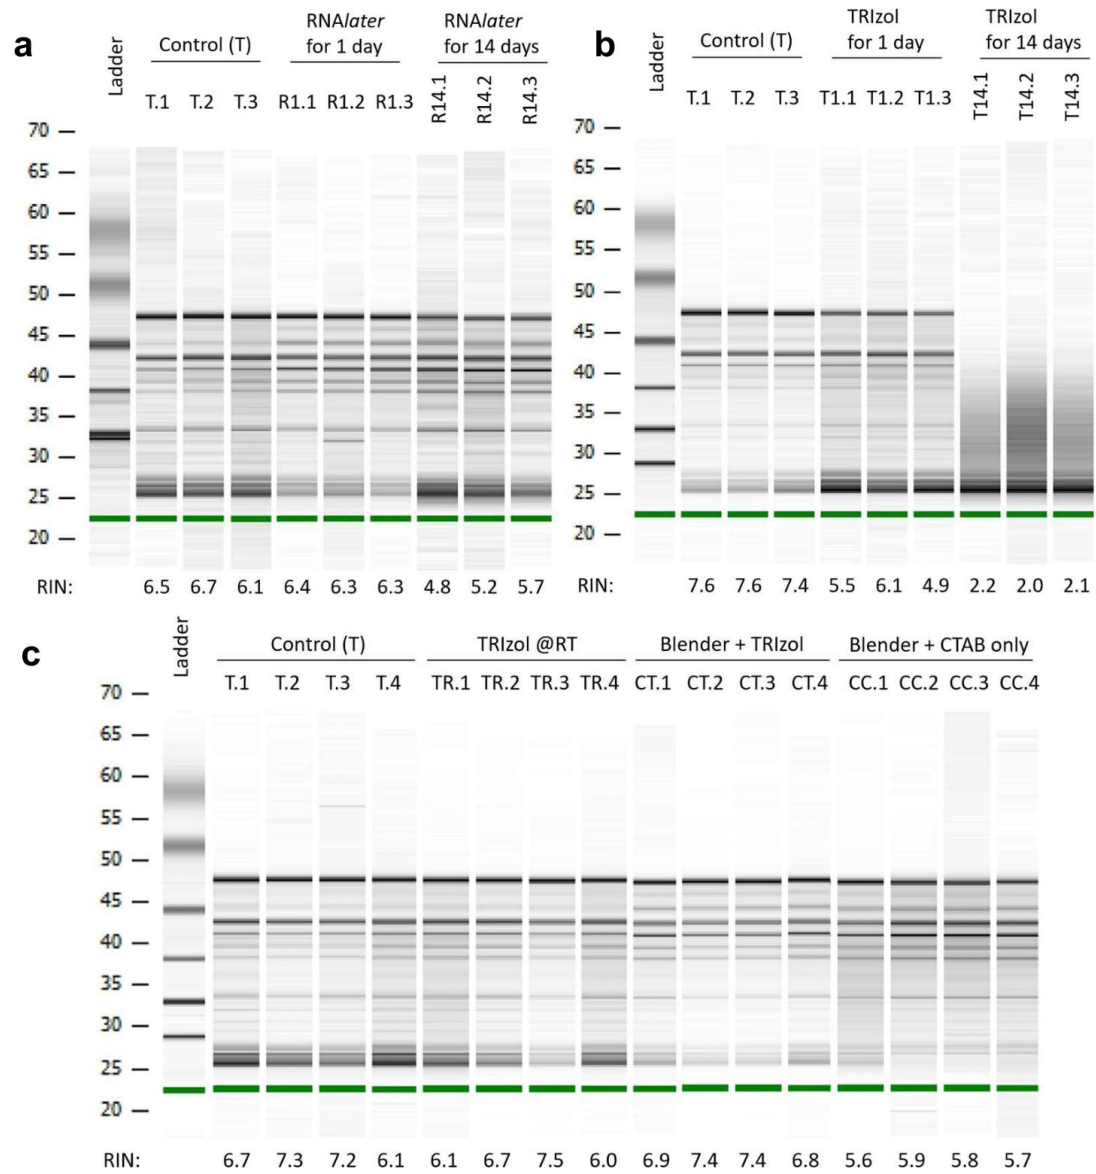 a
Ladder
Control (T)
RNAlater
for 1 day
RNAlater
for 14 days
T.1 T.2 T.3 R1.1 R1.2 R1.3 R14.1 R14.2 R14.3
70
65
60
55
50
45
40
35
30
25
20
RIN: 6.5 6.7 6.1 6.4 6.3 6.3 4.8 5.2 5.7
b
Ladder
Control (T)
TRIzol
for 1 day
TRIzol
for 14 days
T.1 T.2 T.3 T1.1 T1.2 T1.3 T14.1 T14.2 T14.3
70
65
60
55
50
45
40
35
30
25
20
RIN: 7.6 7.6 7.4 5.5 6.1 4.9 2.2 2.0 2.1
c
Ladder
Control (T) TRIzol @RT Blender + TRIzol Blender + CTAB only
T.1 T.2 T.3 T.4 TR.1 TR.2 TR.3 TR.4 CT.1 CT.2 CT.3 CT.4 CC.1 CC.2 CC.3 CC.4
70
65
60
55
50
45
40
35
30
25
20
RIN: 6.7 7.3 7.2 6.1 6.1 6.7 7.5 6.0 6.9 7.4 7.4 6.8 5.6 5.9 5.8 5.7